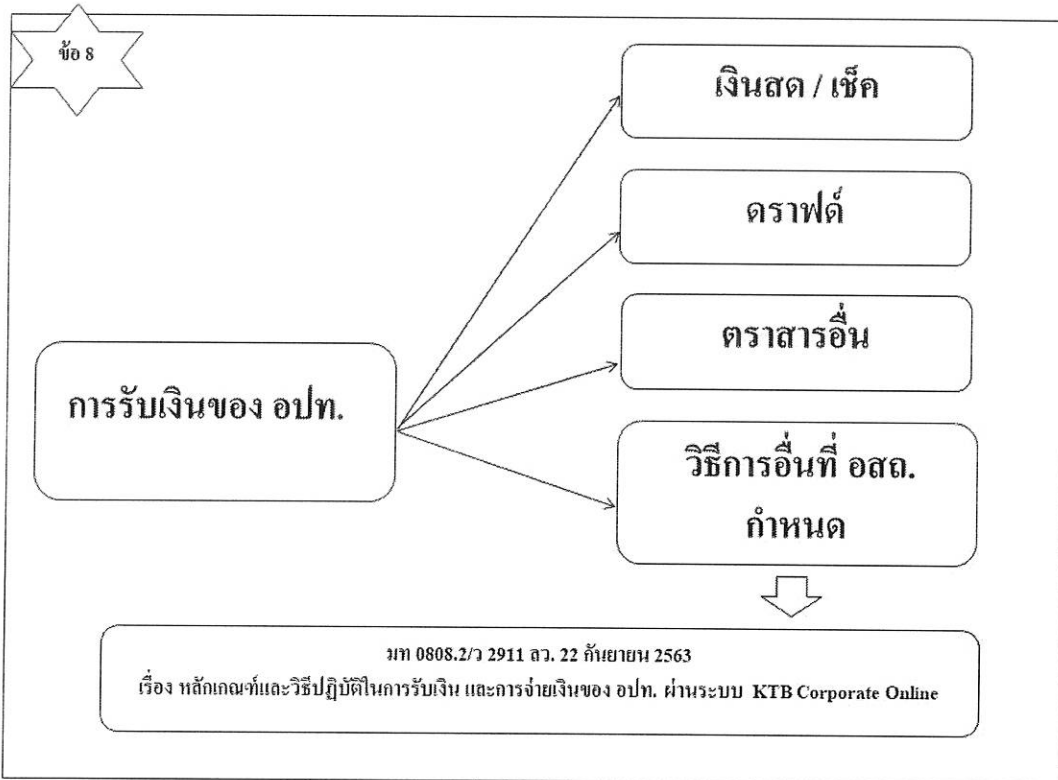 ข้อ 8
เงินสด / เช็ค
ดราฟด์
ตราสารอื่น
การรับเงินของ อปท.
วิธีการอื่นที่ อสถ.
กำหนด
มท 0808.2/ว 2911 ลว. 22 กันยายน 2563
เรื่อง หลักเกณฑ์และวิธีปฏิบัติในการรับเงิน และการจ่ายเงินของ อปท. ผ่านระบบ KTB Corporate Online